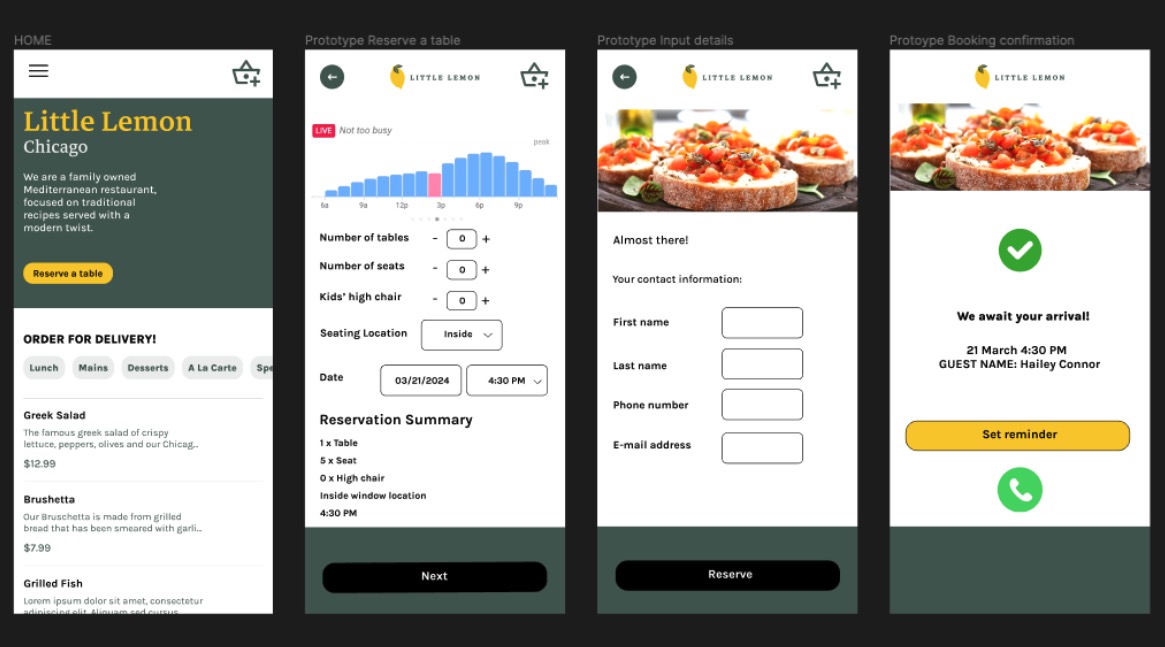 HOME
Little Lemon
Chicago
We are a family owned
Mediterranean restaurant,
focused on traditional
recipes served with a
modern twist.
Reserve a table
ORDER FOR DELIVERY!
Lunch
Mains
Desserts
A La Carte
Spe
Greek Salad
The famous greek salad of crispy
lettuce, peppers, olives and our Chicag...
$12.99
Brushetta
Our Bruschetta is made from grilled
bread that has been smeared with garli...
$7.99
Grilled Fish
Lorem ipsum dolor sit amet, consectetur
adipiscing elit. Aliquam sed cursus
Prototype Reserve a table
LITTLE LEMON
LIVE Not too busy
peak
6a 9a 12p 3p 6p 9p
Number of tables - 0 +
Number of seats - 0 +
Kids' high chair - 0 +
Seating Location Inside
Date 03/21/2024 4:30 PM
Reservation Summary
1 x Table
5 x Seat
0 x High chair
Inside window location
4:30 PM
Next
Prototype Input details
LITTLE LEMON
Almost there!
Your contact information:
First name
Last name
Phone number
E-mail address
Reserve
Protoype Booking confirmation
LITTLE LEMON
We await your arrival!
21 March 4:30 PM
GUEST NAME: Hailey Connor
Set reminder